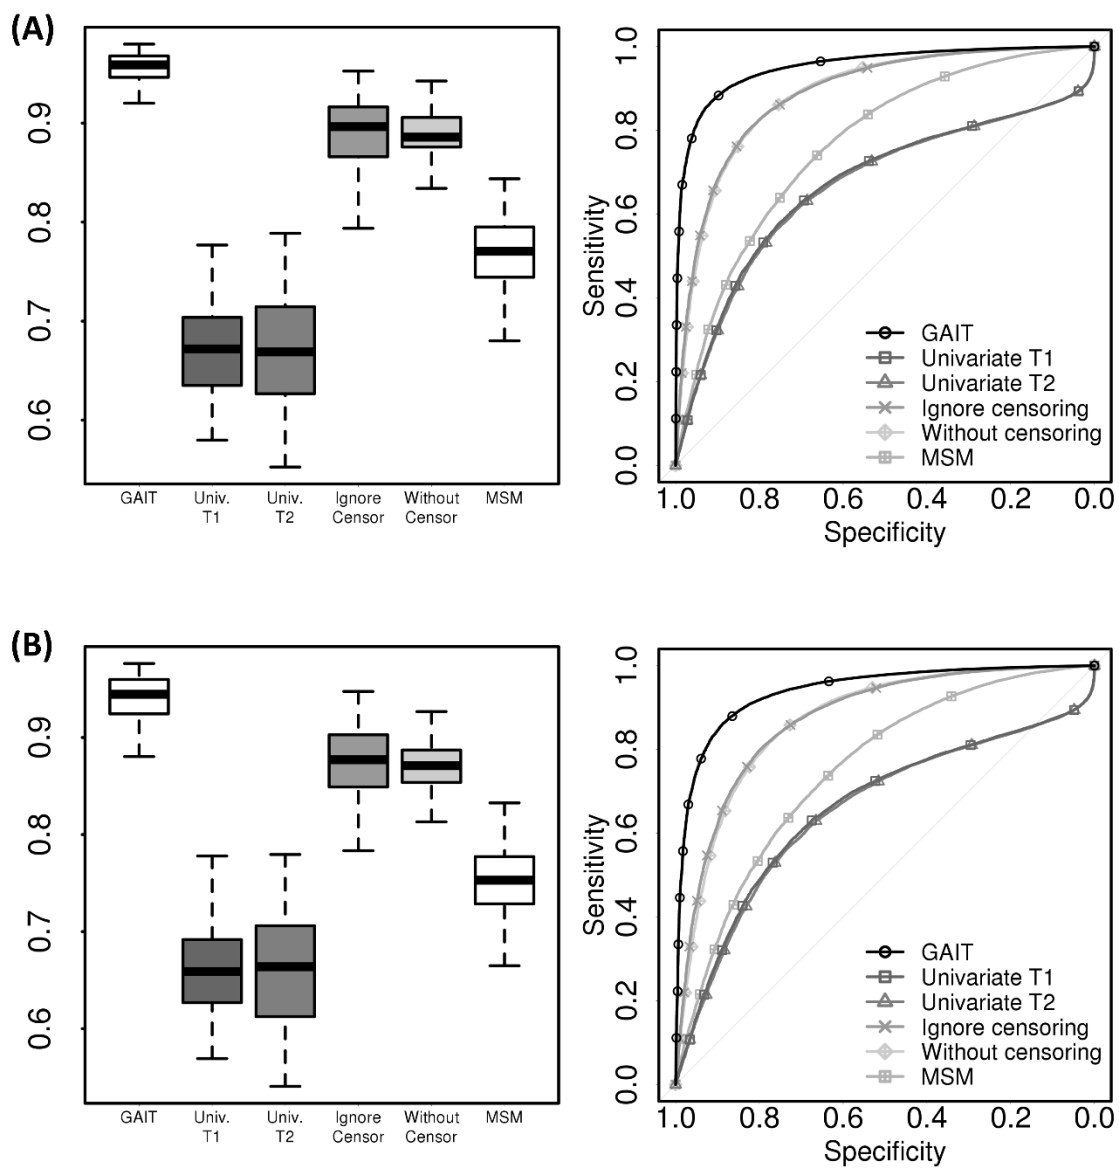 (A)
0.9
0.8
0.7
0.6
GAIT
Univ.
T1
Univ.
T2
Ignore
Censor
Without
Censor
MSM
1.0
0.8
0.6
0.4
0.2
0.0
Sensitivity
GAIT
Univariate T1
Univariate T2
Ignore censoring
Without censoring
MSM
1.0 0.8 0.6 0.4 0.2 0.0
Specificity
(B)
0.9
0.8
0.7
0.6
GAIT
Univ.
T1
Univ.
T2
Ignore
Censor
Without
Censor
MSM
1.0
0.8
0.6
0.4
0.2
0.0
Sensitivity
GAIT
Univariate T1
Univariate T2
Ignore censoring
Without censoring
MSM
1.0 0.8 0.6 0.4 0.2 0.0
Specificity